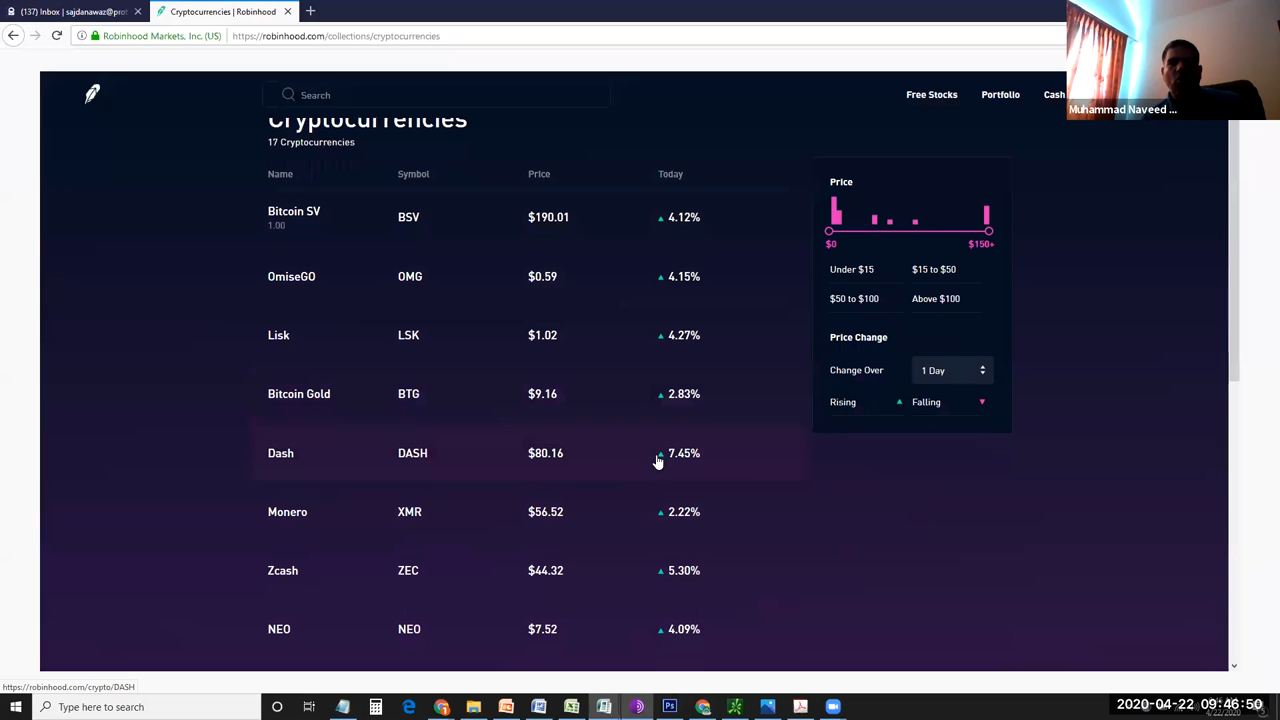 (137) Inbox | sajdanawaz@pro
Cryptocurrencies | Robinhood
Robinhood Markets, Inc. (US)
https://robinhood.com/collections/cryptocurrencies
Muhammad Naveed ...
Search
Free Stocks
Portfolio
Cash
Cryptocurrencies
17 Cryptocurrencies
Name Symbol Price Today
Bitcoin SV BSV $190.01 4.12%
1.00
OmiseGO OMG $0.59 4.15%
Lisk LSK $1.02 4.27%
Bitcoin Gold BTG $9.16 2.83%
Dash DASH $80.16 7.45%
Monero XMR $56.52 2.22%
Zcash ZEC $44.32 5.30%
NEO NEO $7.52 4.09%
Price
$0 $150+
Under $15 $15 to $50
$50 to $100 Above $100
Price Change
Change Over 1 Day
Rising Falling
https://robinhood.com/crypto/DASH
Type here to search
2020-04-22 09:46:50